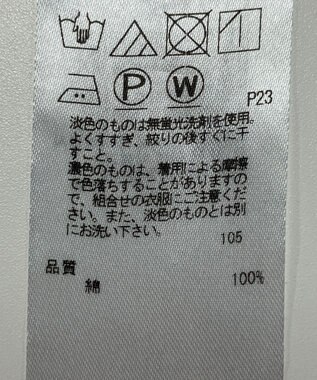 P W P23
淡色のものは無蛍光洗剤を使用。
よくすすぎ、絞りの後すぐに干
すこと。
濃色のものは、着用による摩擦
で色落ちすることがありますの
で、組合せの衣服にご注意くだ
さい。また、淡色のものとは別
にお洗い下さい。
105
品質
綿 100%